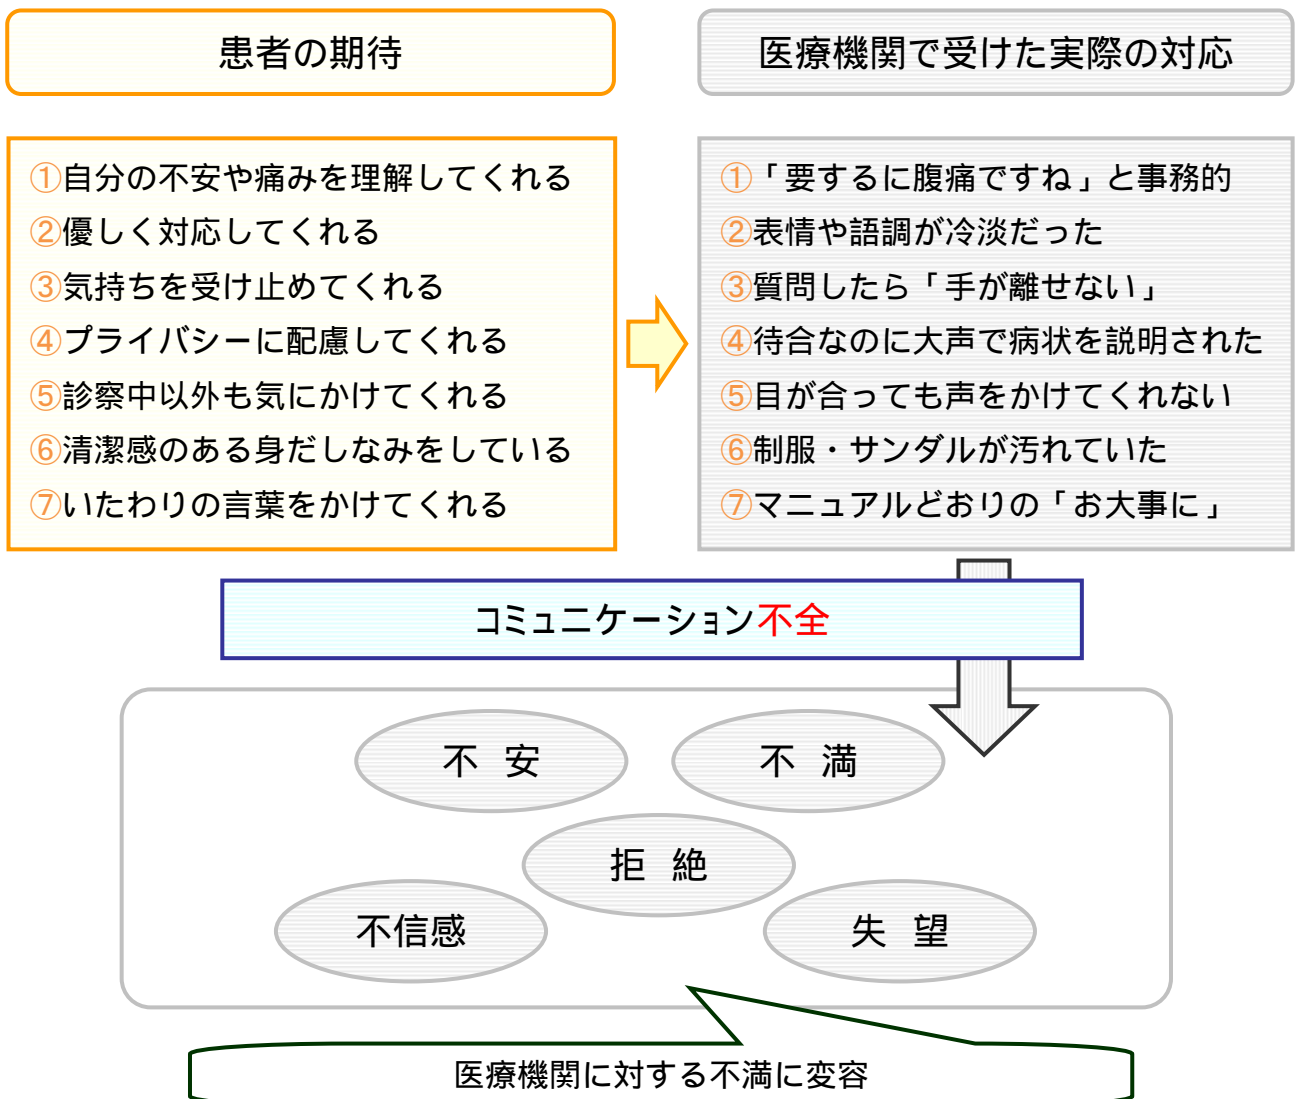 患者の期待
医療機関で受けた実際の対応
①自分の不安や痛みを理解してくれる
②優しく対応してくれる
③気持ちを受け止めてくれる
④プライバシーに配慮してくれる
⑤診察中以外も気にかけてくれる
⑥清潔感のある身だしなみをしている
⑦いたわりの言葉をかけてくれる
①「要するに腹痛ですね」と事務的
②表情や語調が冷淡だった
③質問したら「手が離せない」
④待合なのに大声で病状を説明された
⑤目が合っても声をかけてくれない
⑥制服・サンダルが汚れていた
⑦マニュアルどおりの「お大事に」
コミュニケーション不全
不 安
不 満
拒 絶
不信感
失 望
医療機関に対する不満に変容